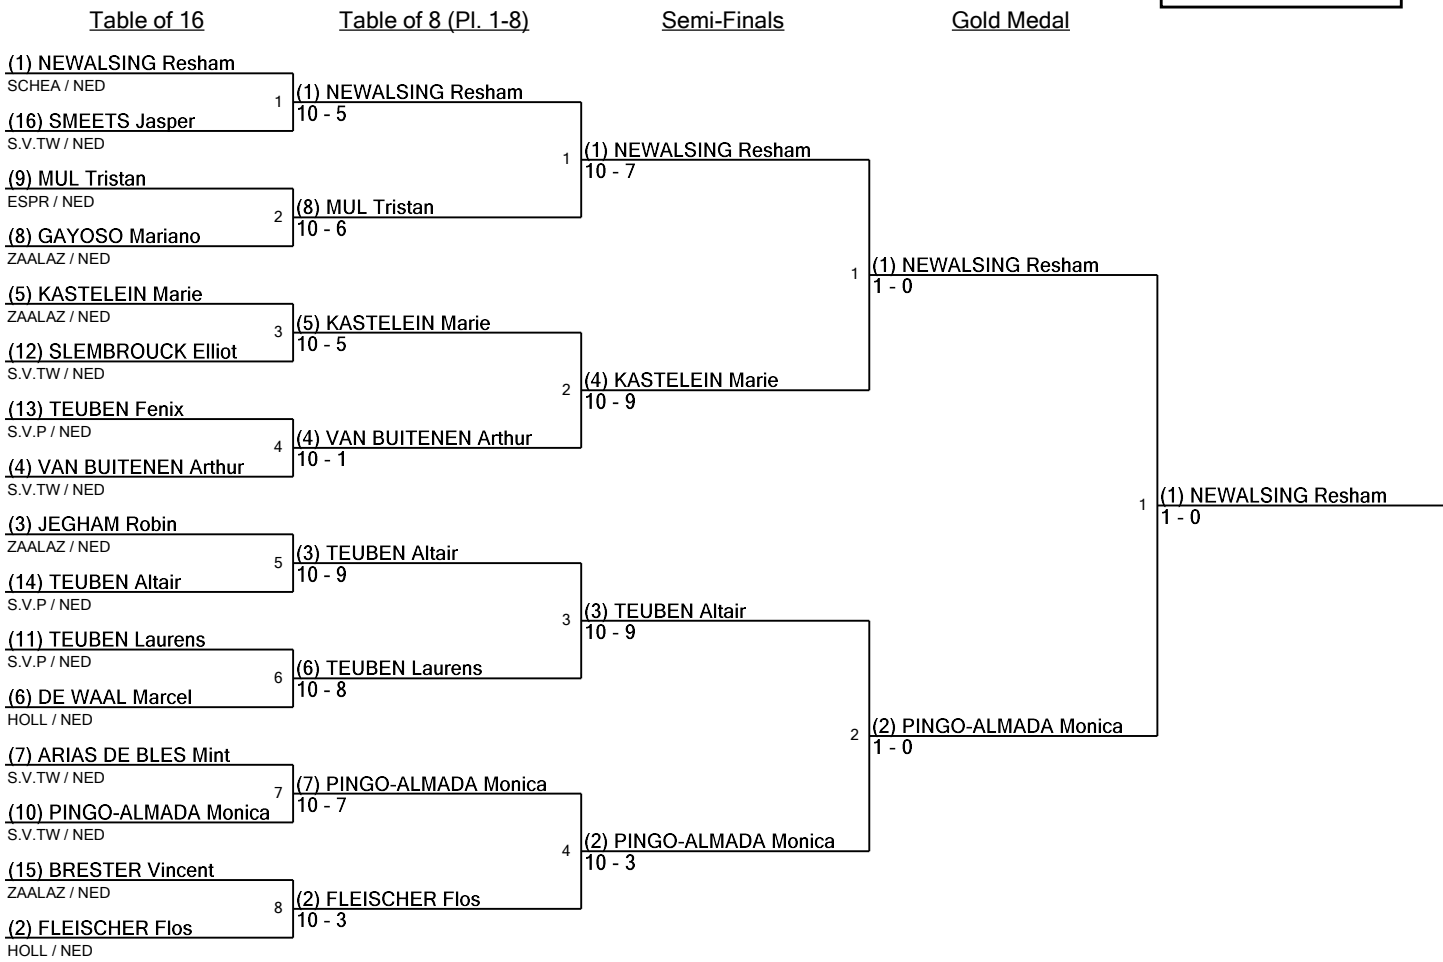 Table of 16
Table of 8 (Pl. 1-8)
Semi-Finals
Gold Medal
(1) NEWALSING Resham
SCHEA / NED
1
(16) SMEETS Jasper
S.V.TW / NED
(9) MUL Tristan
ESPR / NED
2
(8) GAYOSO Mariano
ZAALAZ / NED
(5) KASTELEIN Marie
ZAALAZ / NED
3
(12) SLEMBROUCK Elliot
S.V.TW / NED
(13) TEUBEN Fenix
S.V.P / NED
4
(4) VAN BUITENEN Arthur
S.V.TW / NED
(3) JEGHAM Robin
ZAALAZ / NED
5
(14) TEUBEN Altair
S.V.P / NED
(11) TEUBEN Laurens
S.V.P / NED
6
(6) DE WAAL Marcel
HOLL / NED
(7) ARIAS DE BLES Mint
S.V.TW / NED
7
(10) PINGO-ALMADA Monica
S.V.TW / NED
(15) BRESTER Vincent
ZAALAZ / NED
8
(2) FLEISCHER Flos
HOLL / NED
(1) NEWALSING Resham
10 - 5
1
(8) MUL Tristan
10 - 6
(5) KASTELEIN Marie
10 - 5
2
(4) VAN BUITENEN Arthur
10 - 1
(3) TEUBEN Altair
10 - 9
3
(6) TEUBEN Laurens
10 - 8
(7) PINGO-ALMADA Monica
10 - 7
4
(2) FLEISCHER Flos
10 - 3
(1) NEWALSING Resham
10 - 7
1
(4) KASTELEIN Marie
10 - 9
(3) TEUBEN Altair
10 - 9
2
(2) PINGO-ALMADA Monica
10 - 3
(1) NEWALSING Resham
1 - 0
1
(2) PINGO-ALMADA Monica
1 - 0
(1) NEWALSING Resham
1 - 0